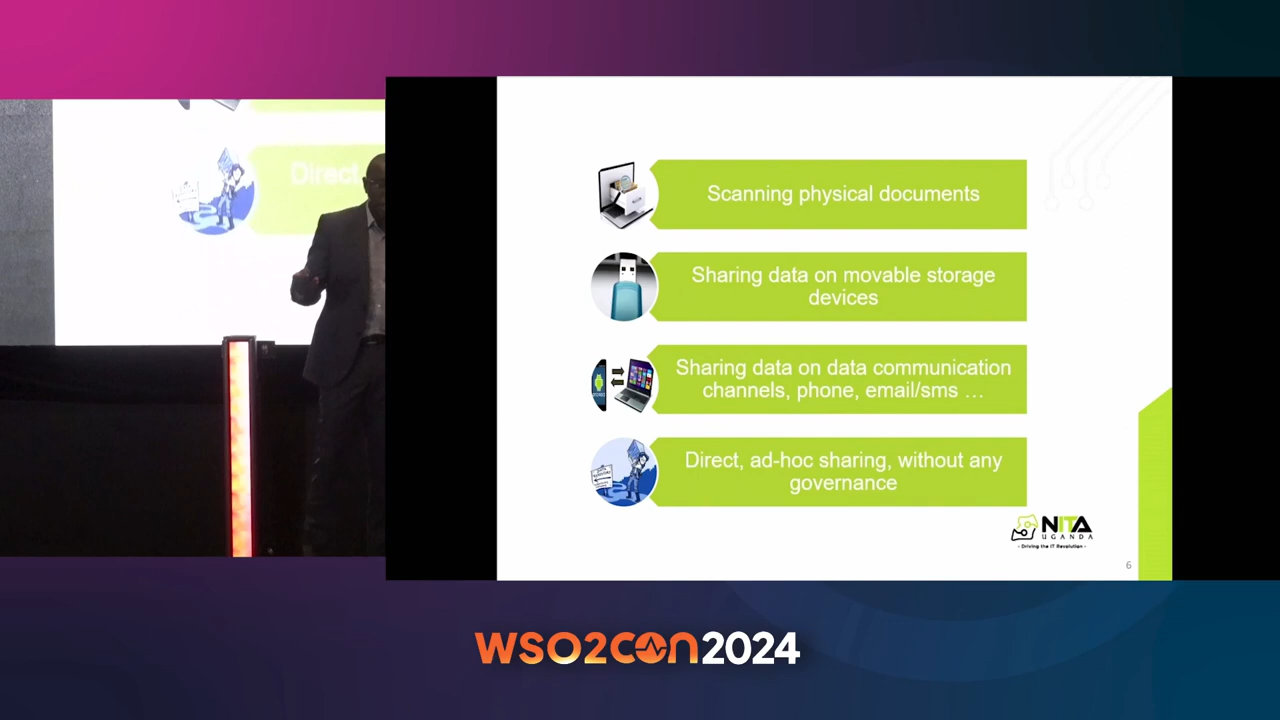 Direct
Scanning physical documents
Sharing data on movable storage
devices
Sharing data on data communication
channels, phone, email/sms …
Direct, ad-hoc sharing, without any
governance
NITA
UGANDA
- Driving the IT Revolution -
6
WSO2CON2024